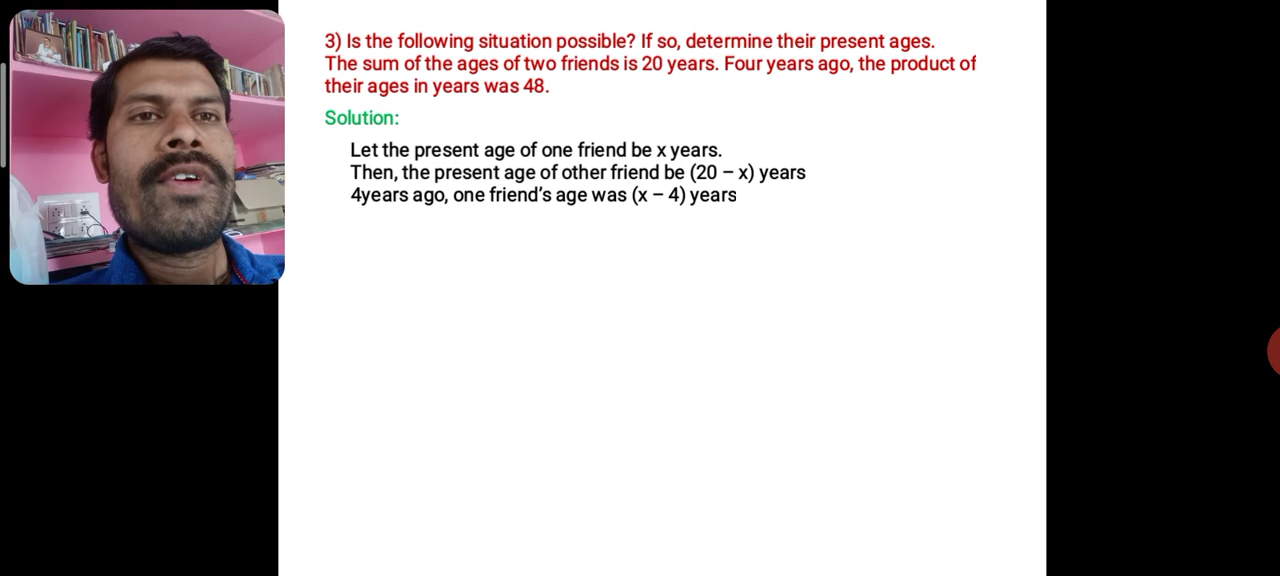 3) Is the following situation possible? If so, determine their present ages.
The sum of the ages of two friends is 20 years. Four years ago, the product of
their ages in years was 48.
Solution:
Let the present age of one friend be x years.
Then, the present age of other friend be (20 – x) years
4years ago, one friend's age was (x – 4) years